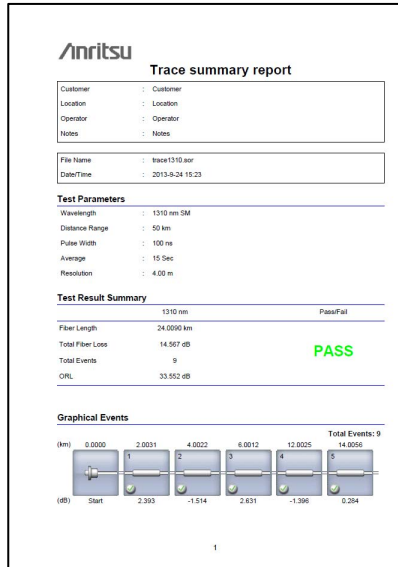 Anritsu
Trace summary report
Customer : Customer
Location : Location
Operator : Operator
Notes : Notes
File Name : trace1310.sor
Date/Time : 2013-9-24 15:23
Test Parameters
Wavelength : 1310 nm SM
Distance Range : 50 km
Pulse Width : 100 ns
Average : 15 Sec
Resolution : 4.00 m
Test Result Summary
1310 nm Pass/Fail
Fiber Length 24.0090 km
Total Fiber Loss 14.567 dB
PASS
Total Events 9
ORL 33.552 dB
Graphical Events
Total Events: 9
(km) 0.0000 2.0031 4.0022 6.0012 12.0025 14.0056
1 2 3 4 5
(dB) Start 2.393 -1.514 2.631 -1.396 0.284
1